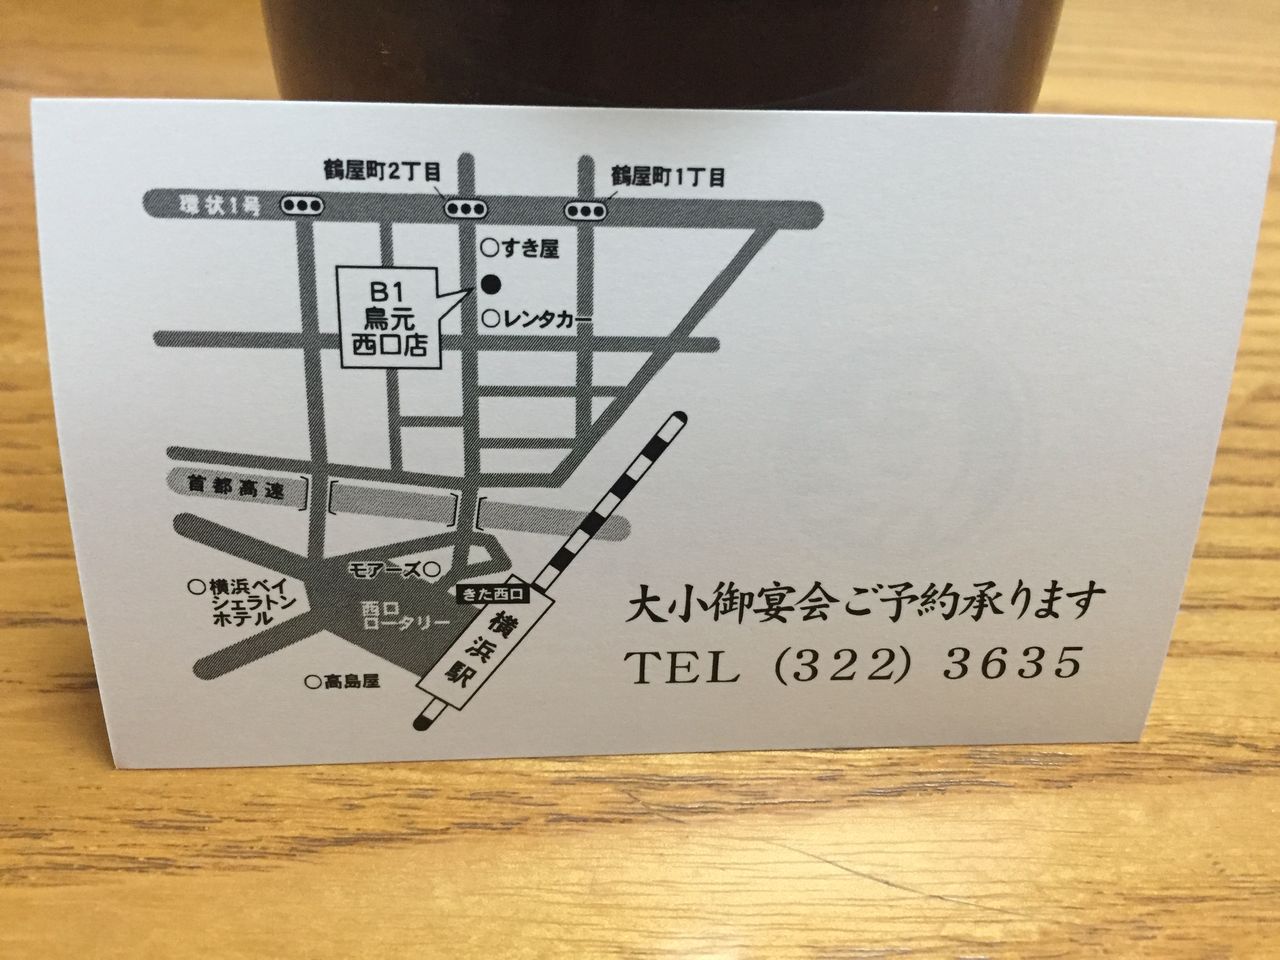 鶴屋町2丁目
鶴屋町1丁目
環状1号
すき屋
B1
鳥元
西口店
レンタカー
首都高速
モアーズ
きた西口
横浜ベイ
シェラトン
ホテル
西口
ロータリー
横浜駅
高島屋
大小御宴会ご予約承ります
TEL (322) 3635